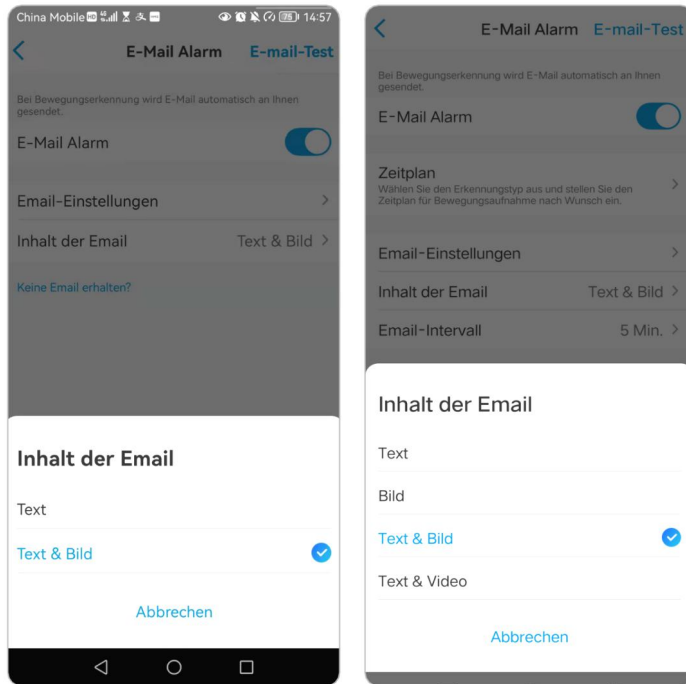 China Mobile HD 14:57
E-Mail Alarm E-mail-Test
Bei Bewegungserkennung wird E-Mail automatisch an Ihnen
gesendet.
E-Mail Alarm
Email-Einstellungen
Inhalt der Email Text & Bild
Keine Email erhalten?
Inhalt der Email
Text
Text & Bild
Abbrechen
E-Mail Alarm E-mail-Test
Bei Bewegungserkennung wird E-Mail automatisch an Ihnen
gesendet.
E-Mail Alarm
Zeitplan
Wählen Sie den Erkennungstyp aus und stellen Sie den
Zeitplan für Bewegungsaufnahme nach Wunsch ein.
Email-Einstellungen
Inhalt der Email Text & Bild
Email-Intervall 5 Min.
Inhalt der Email
Text
Bild
Text & Bild
Text & Video
Abbrechen